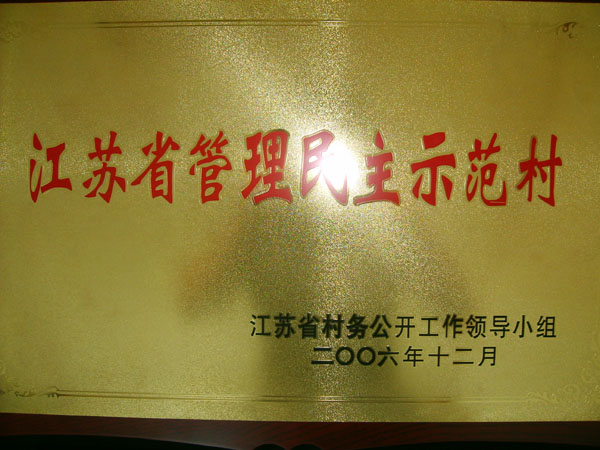 江苏省管理民主示范村
江苏省村务公开工作领导小组
二〇〇六年十二月